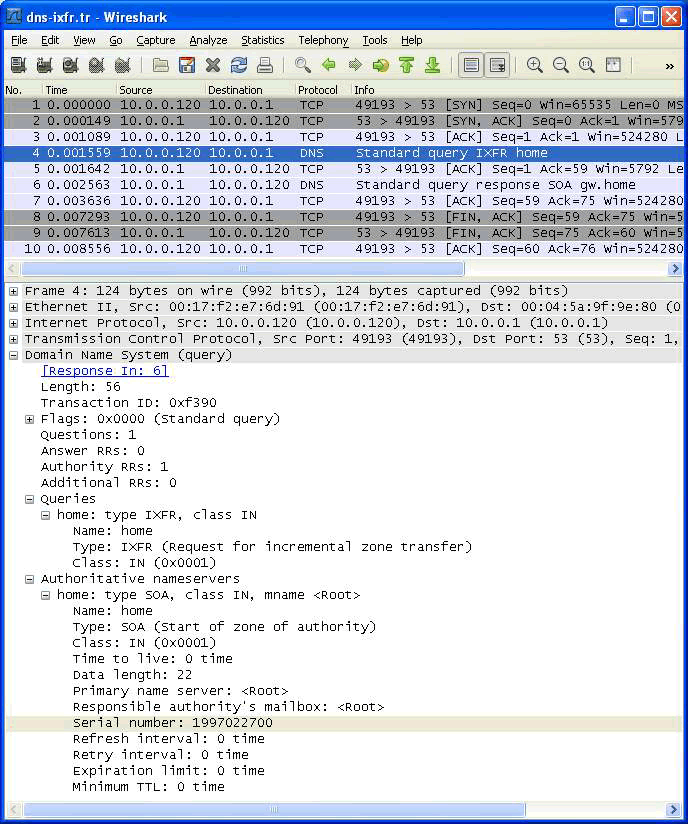 dns-ixfr.tr - Wireshark
File Edit View Go Capture Analyze Statistics Telephony Tools Help
»
No. Time Source Destination Protocol Info
1 0.000000 10.0.0.120 10.0.0.1 TCP 49193 > 53 [SYN] Seq=0 Win=65535 Len=0 MS
2 0.000149 10.0.0.1 10.0.0.120 TCP 53 > 49193 [SYN, ACK] Seq=0 Ack=1 Win=579
3 0.001089 10.0.0.120 10.0.0.1 TCP 49193 > 53 [ACK] Seq=1 Ack=1 Win=524280 L
4 0.001559 10.0.0.120 10.0.0.1 DNS Standard query IXFR home
5 0.001642 10.0.0.1 10.0.0.120 TCP 53 > 49193 [ACK] Seq=1 Ack=59 Win=5792 Le
6 0.002563 10.0.0.1 10.0.0.120 DNS Standard query response SOA gw.home
7 0.003636 10.0.0.120 10.0.0.1 TCP 49193 > 53 [ACK] Seq=59 Ack=75 Win=524280
8 0.007293 10.0.0.120 10.0.0.1 TCP 49193 > 53 [FIN, ACK] Seq=59 Ack=75 Win=5
9 0.007613 10.0.0.1 10.0.0.120 TCP 53 > 49193 [FIN, ACK] Seq=75 Ack=60 Win=5
10 0.008556 10.0.0.120 10.0.0.1 TCP 49193 > 53 [ACK] Seq=60 Ack=76 Win=524280
Frame 4: 124 bytes on wire (992 bits), 124 bytes captured (992 bits)
Ethernet II, Src: 00:17:f2:e7:6d:91 (00:17:f2:e7:6d:91), Dst: 00:04:5a:9f:9e:80 (0
Internet Protocol, Src: 10.0.0.120 (10.0.0.120), Dst: 10.0.0.1 (10.0.0.1)
Transmission Control Protocol, Src Port: 49193 (49193), Dst Port: 53 (53), Seq: 1,
Domain Name System (query)
[Response In: 6]
Length: 56
Transaction ID: 0xf390
Flags: 0x0000 (Standard query)
Questions: 1
Answer RRs: 0
Authority RRs: 1
Additional RRs: 0
Queries
home: type IXFR, class IN
Name: home
Type: IXFR (Request for incremental zone transfer)
Class: IN (0x0001)
Authoritative nameservers
home: type SOA, class IN, mname <Root>
Name: home
Type: SOA (Start of zone of authority)
Class: IN (0x0001)
Time to live: 0 time
Data length: 22
Primary name server: <Root>
Responsible authority's mailbox: <Root>
Serial number: 1997022700
Refresh interval: 0 time
Retry interval: 0 time
Expiration limit: 0 time
Minimum TTL: 0 time